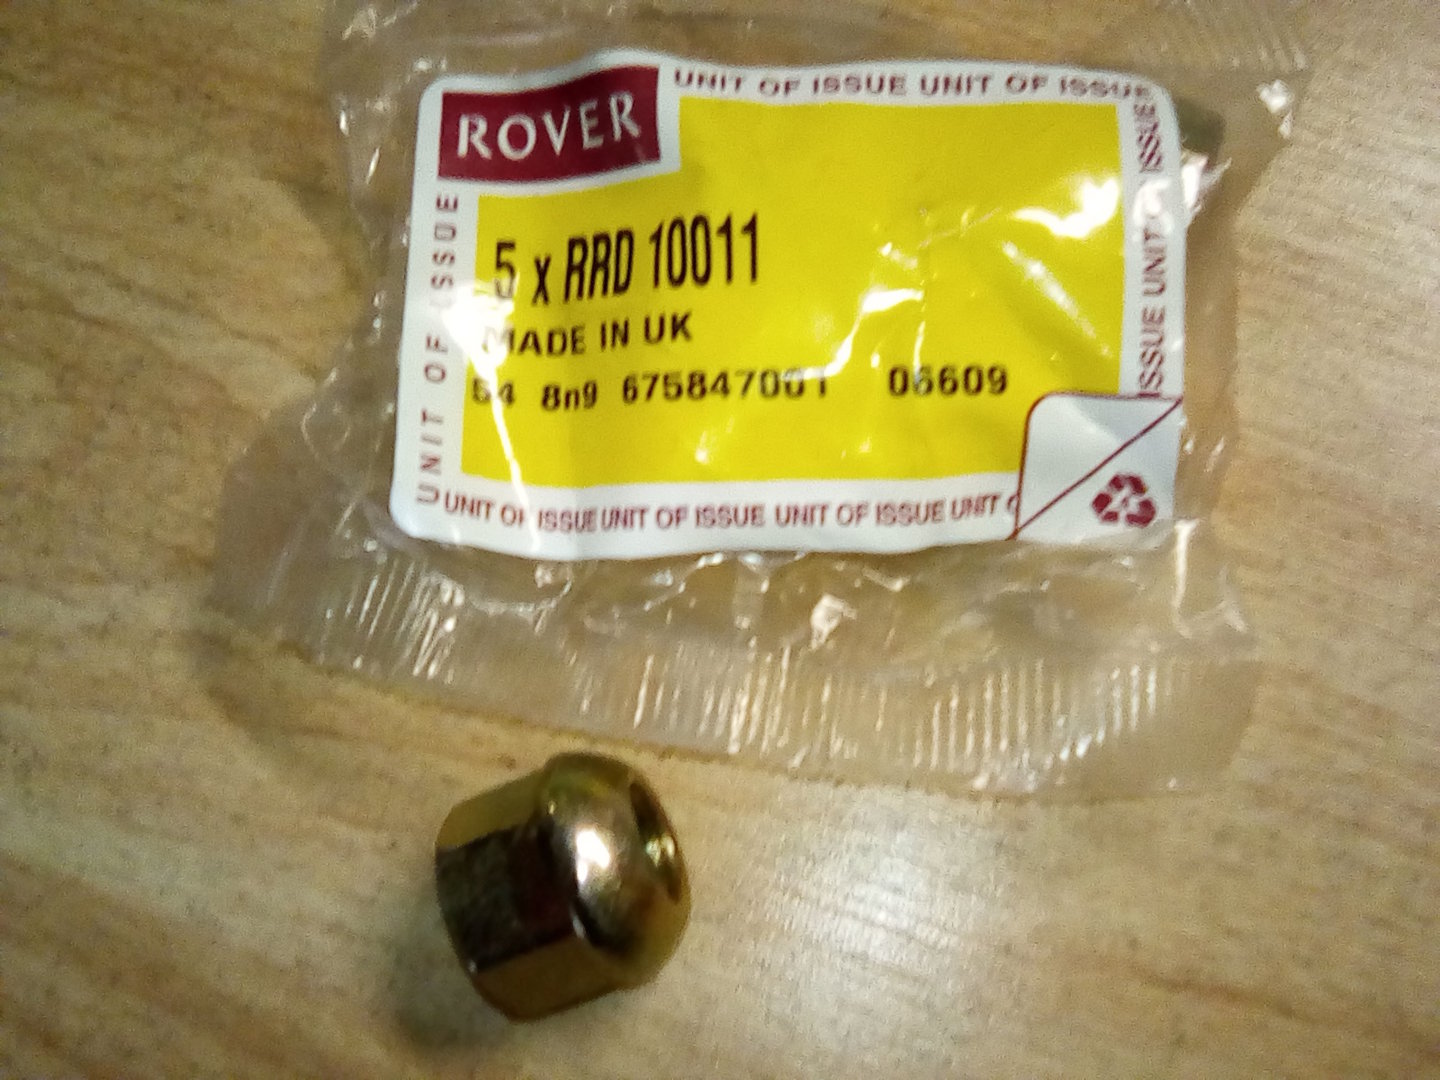 ROVER
UNIT OF ISSUE UNIT OF ISSUE
ISSUE UNIT ISSUE
5 x RRD 10011
MADE IN UK
54 8n9 675847001 06609
UNIT OF ISSUE
UNIT OF ISSUE UNIT OF ISSUE UNIT OF ISSUE UNIT